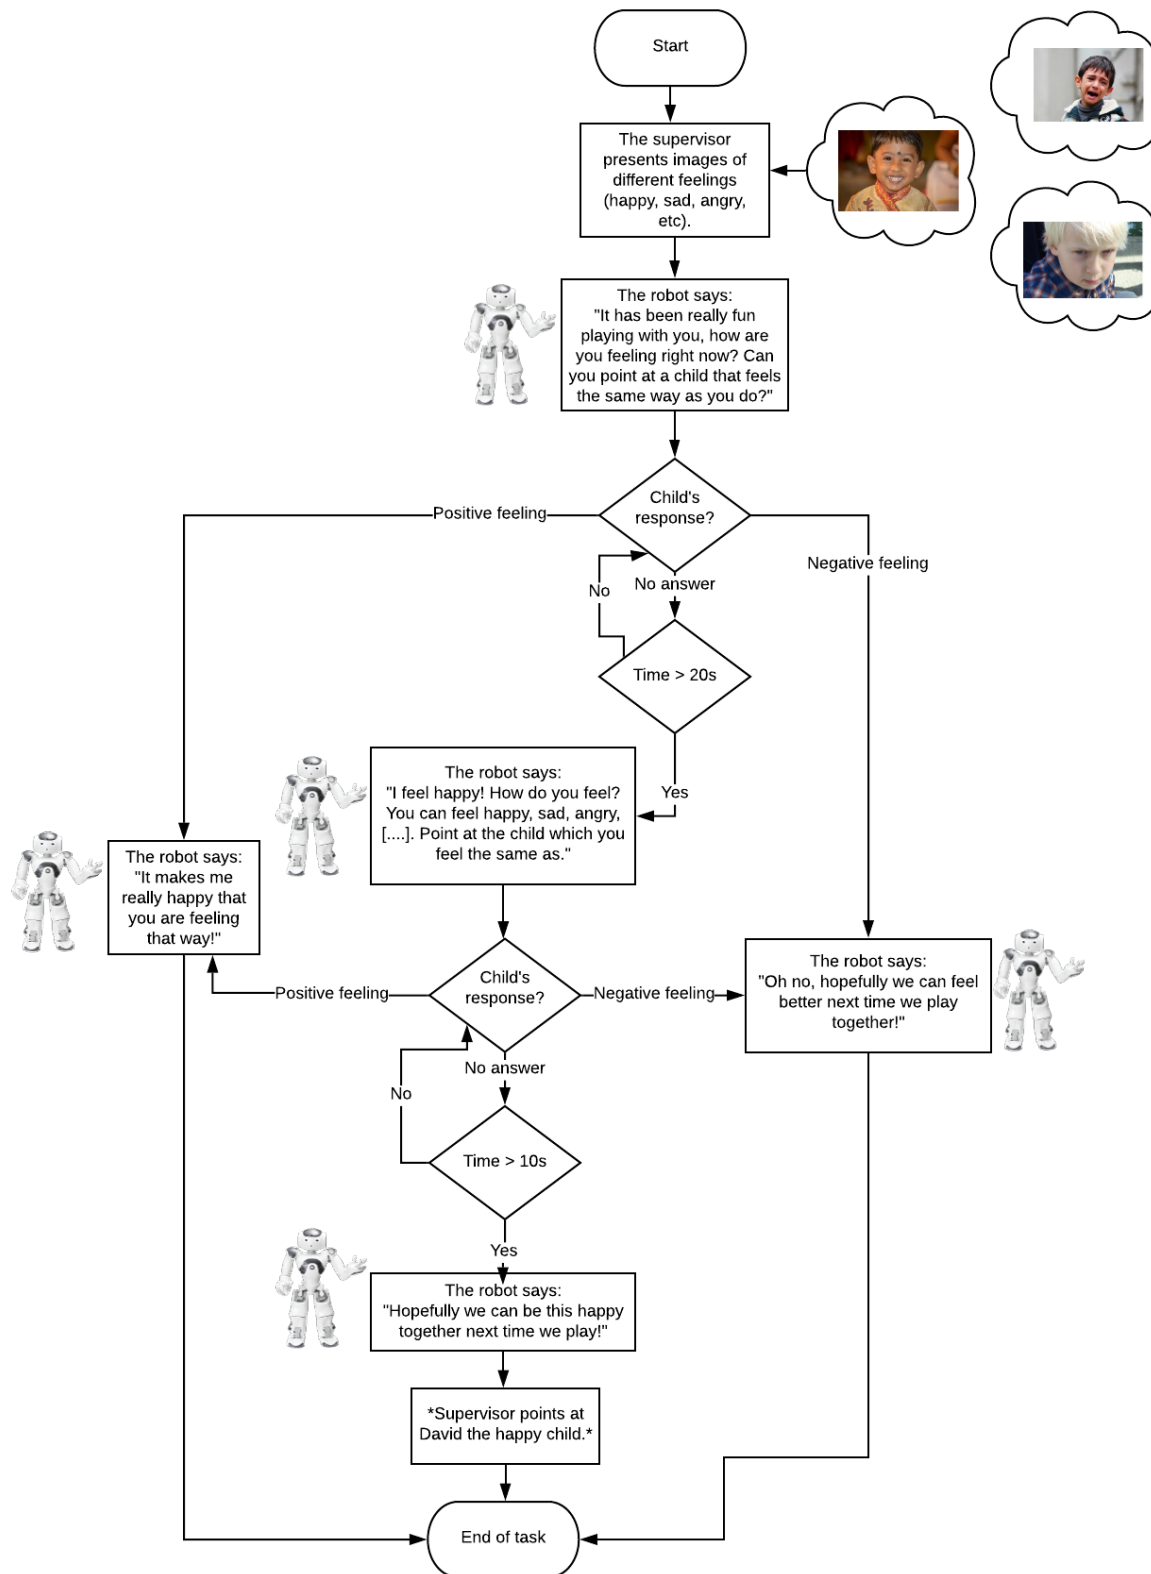 Start
The supervisor
presents images of
different feelings
(happy, sad, angry,
etc).
The robot says:
"It has been really fun
playing with you, how are
you feeling right now? Can
you point at a child that feels
the same way as you do?"
Child's
response?
Positive feeling
Negative feeling
No answer
No
Time > 20s
Yes
The robot says:
"I feel happy! How do you feel?
You can feel happy, sad, angry,
[....]. Point at the child which you
feel the same as."
The robot says:
"It makes me
really happy that
you are feeling
that way!"
Child's
response?
Positive feeling
Negative feeling
The robot says:
"Oh no, hopefully we can feel
better next time we play
together!"
No answer
No
Time > 10s
Yes
The robot says:
"Hopefully we can be this happy
together next time we play!"
*Supervisor points at
David the happy child.*
End of task